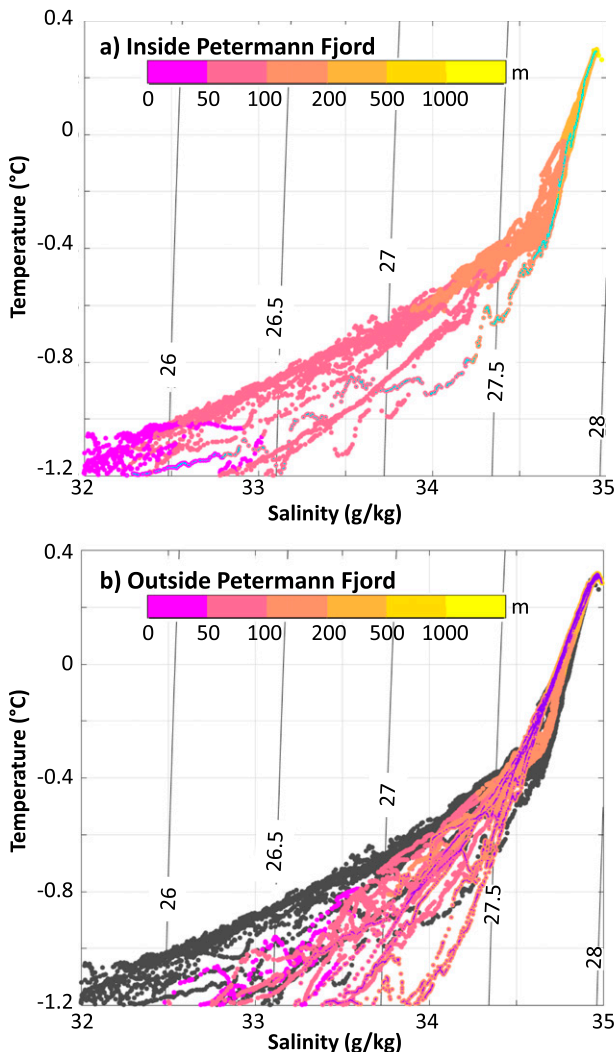 0.4
a) Inside Petermann Fjord
m
0 50 100 200 500 1000
0
-0.4
-0.8
-1.2
Temperature (°C)
26
26.5
27
27.5
28
32 33 34 35
Salinity (g/kg)
0.4
b) Outside Petermann Fjord
m
0 50 100 200 500 1000
0
-0.4
-0.8
-1.2
Temperature (°C)
26
26.5
27
27.5
28
32 33 34 35
Salinity (g/kg)